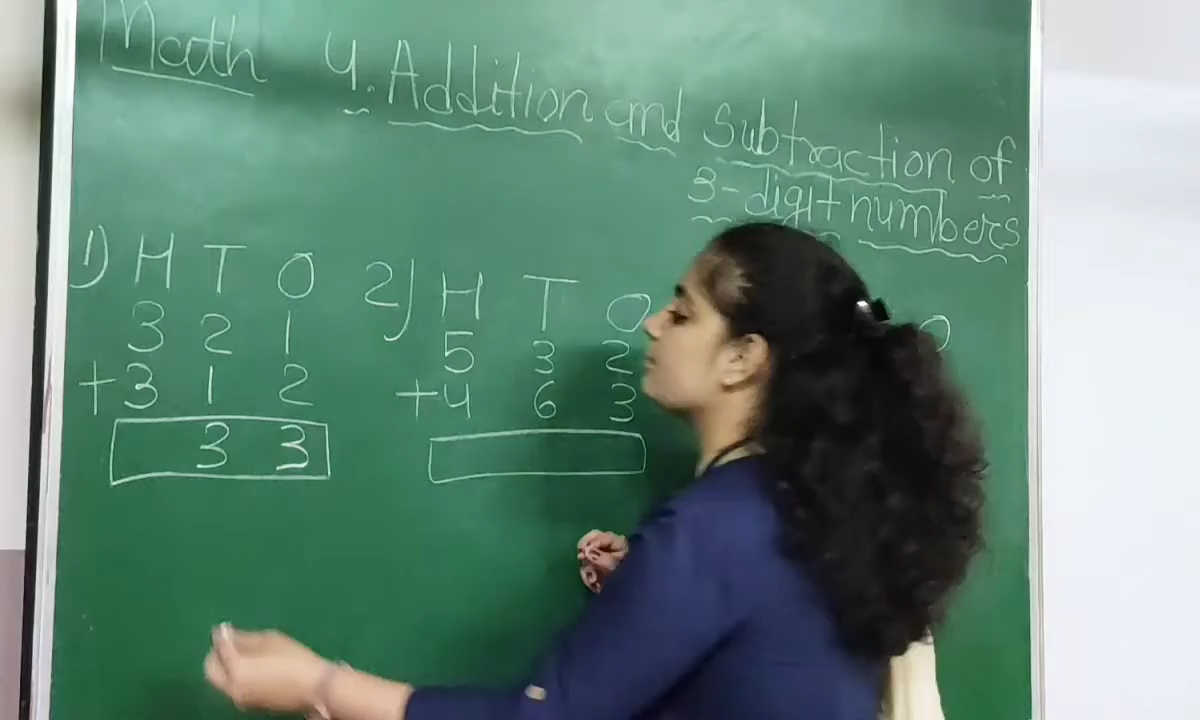 Math 4. Addition and Subtraction of
3-digit numbers
1) H T O
3 2 1
+ 3 1 2
3 3
2) H T O
5 3 2
+ 4 6 3
O